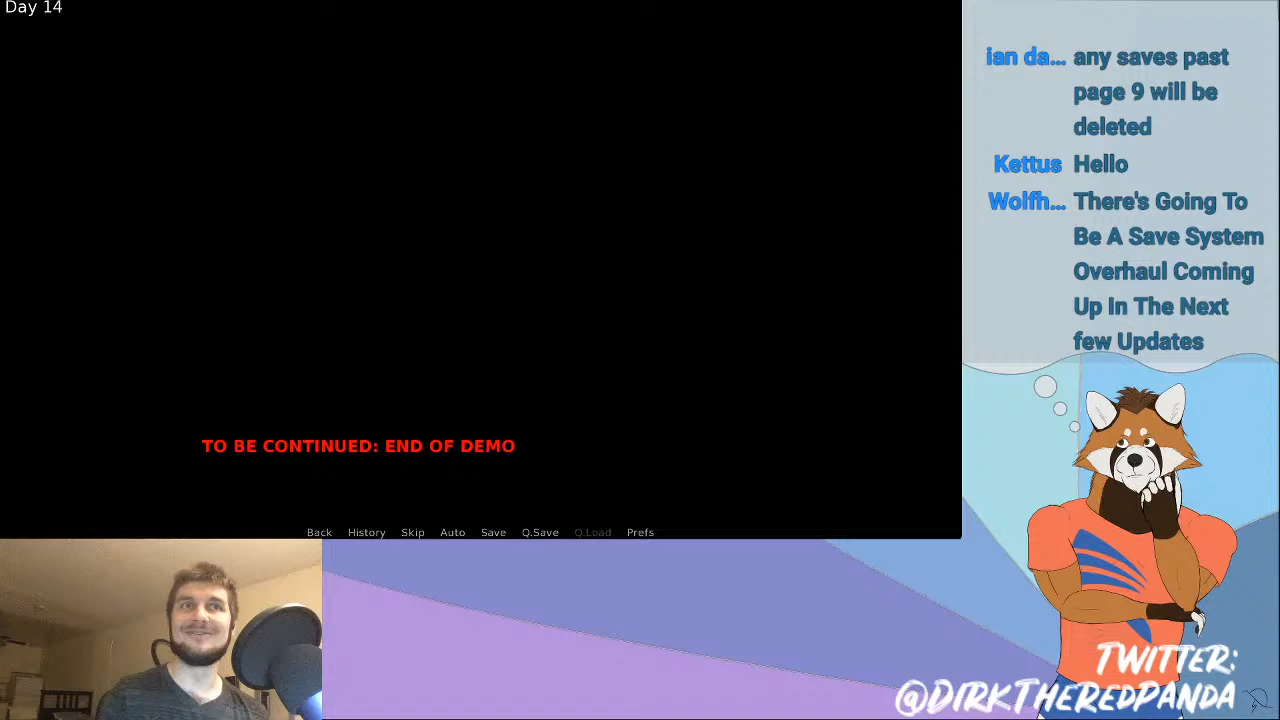 Day 14
TO BE CONTINUED: END OF DEMO
Back History Skip Auto Save Q.Save Q.Load Prefs
ian da... any saves past
page 9 will be
deleted
Kettus Hello
Wolfh... There's Going To
Be A Save System
Overhaul Coming
Up In The Next
few Updates
TWITTER:
@DIRKTHEREDPANDA